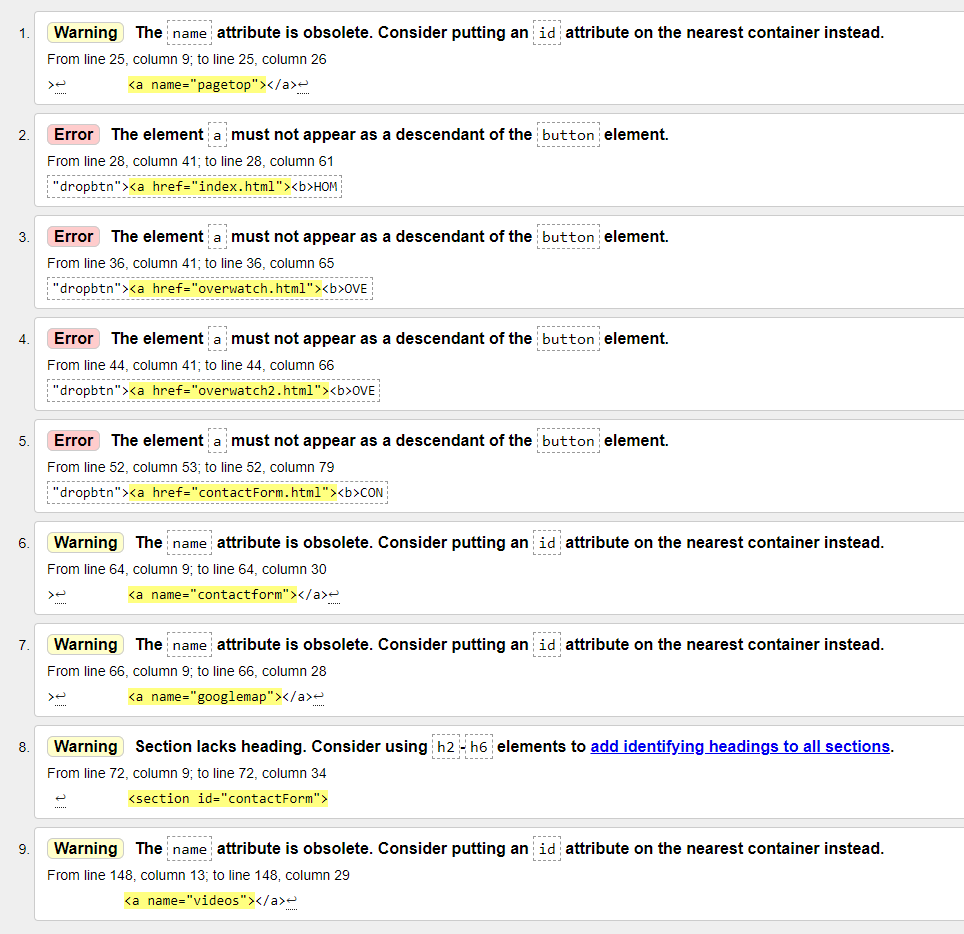 1. Warning The name attribute is obsolete. Consider putting an id attribute on the nearest container instead.
From line 25, column 9; to line 25, column 26
>↩ <a name="pagetop"></a>↩
2. Error The element a must not appear as a descendant of the button element.
From line 28, column 41; to line 28, column 61
"dropbtn"><a href="index.html"><b>HOM
3. Error The element a must not appear as a descendant of the button element.
From line 36, column 41; to line 36, column 65
"dropbtn"><a href="overwatch.html"><b>OVE
4. Error The element a must not appear as a descendant of the button element.
From line 44, column 41; to line 44, column 66
"dropbtn"><a href="overwatch2.html"><b>OVE
5. Error The element a must not appear as a descendant of the button element.
From line 52, column 53; to line 52, column 79
"dropbtn"><a href="contactForm.html"><b>CON
6. Warning The name attribute is obsolete. Consider putting an id attribute on the nearest container instead.
From line 64, column 9; to line 64, column 30
>↩ <a name="contactform"></a>↩
7. Warning The name attribute is obsolete. Consider putting an id attribute on the nearest container instead.
From line 66, column 9; to line 66, column 28
>↩ <a name="googlemap"></a>↩
8. Warning Section lacks heading. Consider using h2-h6 elements to add identifying headings to all sections.
From line 72, column 9; to line 72, column 34
↩ <section id="contactForm">
9. Warning The name attribute is obsolete. Consider putting an id attribute on the nearest container instead.
From line 148, column 13; to line 148, column 29
<a name="videos"></a>↩